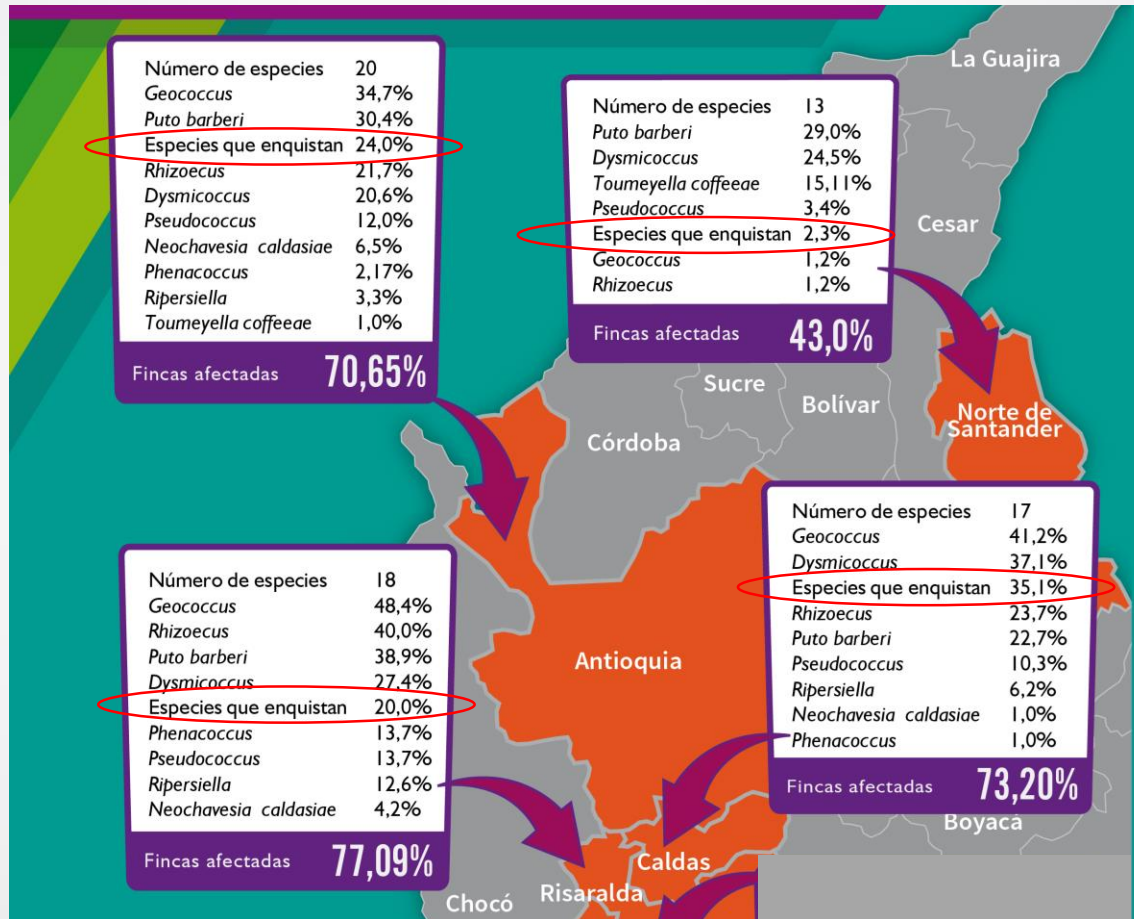 La Guajira
Número de especies 20
Geococcus 34,7%
Puto barberi 30,4%
Especies que enquistan 24,0%
Rhizoecus 21,7%
Dysmicoccus 20,6%
Pseudococcus 12,0%
Neochavesia caldasiae 6,5%
Phenacoccus 2,17%
Ripersiella 3,3%
Toumeyella coffeeae 1,0%
Fincas afectadas 70,65%
Número de especies 13
Puto barberi 29,0%
Dysmicoccus 24,5%
Toumeyella coffeeae 15,11%
Pseudococcus 3,4%
Especies que enquistan 2,3%
Geococcus 1,2%
Rhizoecus 1,2%
Fincas afectadas 43,0%
Cesar
Sucre
Bolívar
Norte de
Santander
Córdoba
Número de especies 17
Geococcus 41,2%
Dysmicoccus 37,1%
Especies que enquistan 35,1%
Rhizoecus 23,7%
Puto barberi 22,7%
Pseudococcus 10,3%
Ripersiella 6,2%
Neochavesia caldasiae 1,0%
Phenacoccus 1,0%
Fincas afectadas 73,20%
Número de especies 18
Geococcus 48,4%
Rhizoecus 40,0%
Puto barberi 38,9%
Dysmicoccus 27,4%
Especies que enquistan 20,0%
Phenacoccus 13,7%
Pseudococcus 13,7%
Ripersiella 12,6%
Neochavesia caldasiae 4,2%
Fincas afectadas 77,09%
Antioquia
Boyacá
Caldas
Risaralda
Chocó